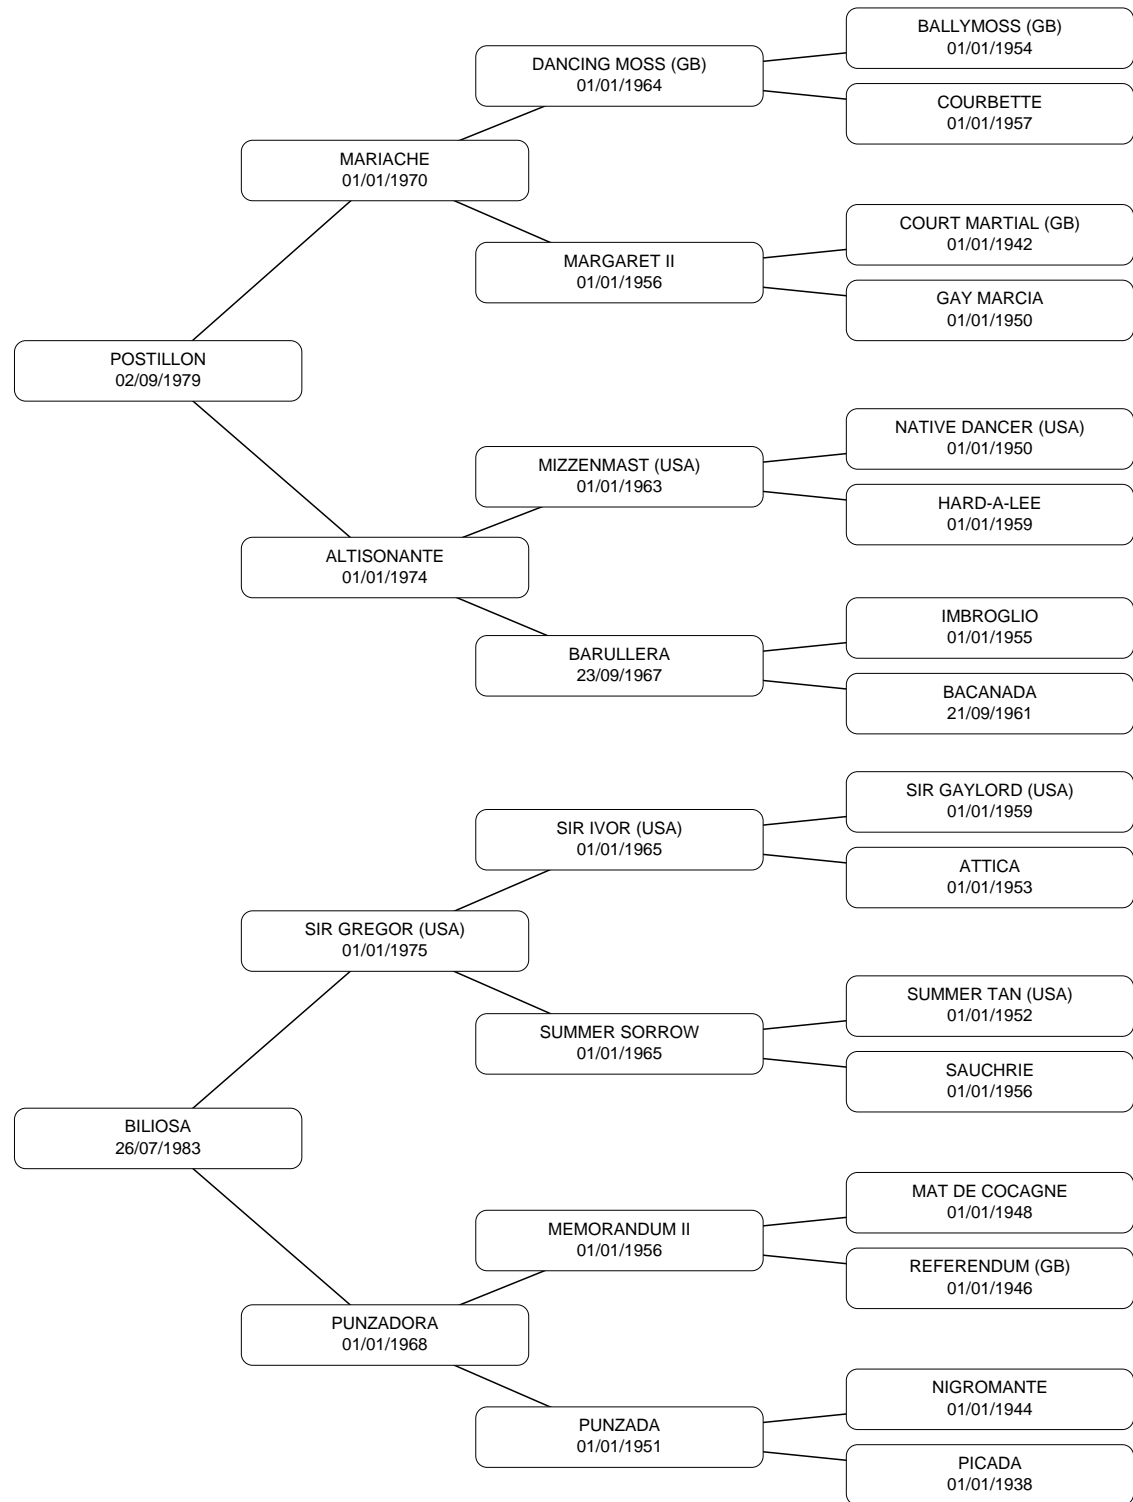 BALLYMOSS (GB)
01/01/1954
DANCING MOSS (GB)
01/01/1964
COURBETTE
01/01/1957
MARIACHE
01/01/1970
COURT MARTIAL (GB)
01/01/1942
MARGARET II
01/01/1956
GAY MARCIA
01/01/1950
POSTILLON
02/09/1979
NATIVE DANCER (USA)
01/01/1950
MIZZENMAST (USA)
01/01/1963
HARD-A-LEE
01/01/1959
ALTISONANTE
01/01/1974
IMBROGLIO
01/01/1955
BARULLERA
23/09/1967
BACANADA
21/09/1961
SIR GAYLORD (USA)
01/01/1959
SIR IVOR (USA)
01/01/1965
ATTICA
01/01/1953
SIR GREGOR (USA)
01/01/1975
SUMMER TAN (USA)
01/01/1952
SUMMER SORROW
01/01/1965
SAUCHRIE
01/01/1956
BILIOSA
26/07/1983
MAT DE COCAGNE
01/01/1948
MEMORANDUM II
01/01/1956
REFERENDUM (GB)
01/01/1946
PUNZADORA
01/01/1968
NIGROMANTE
01/01/1944
PUNZADA
01/01/1951
PICADA
01/01/1938